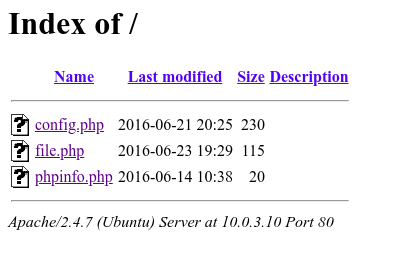 Index of /
Name Last modified Size Description
config.php 2016-06-21 20:25 230
file.php 2016-06-23 19:29 115
phpinfo.php 2016-06-14 10:38 20
Apache/2.4.7 (Ubuntu) Server at 10.0.3.10 Port 80